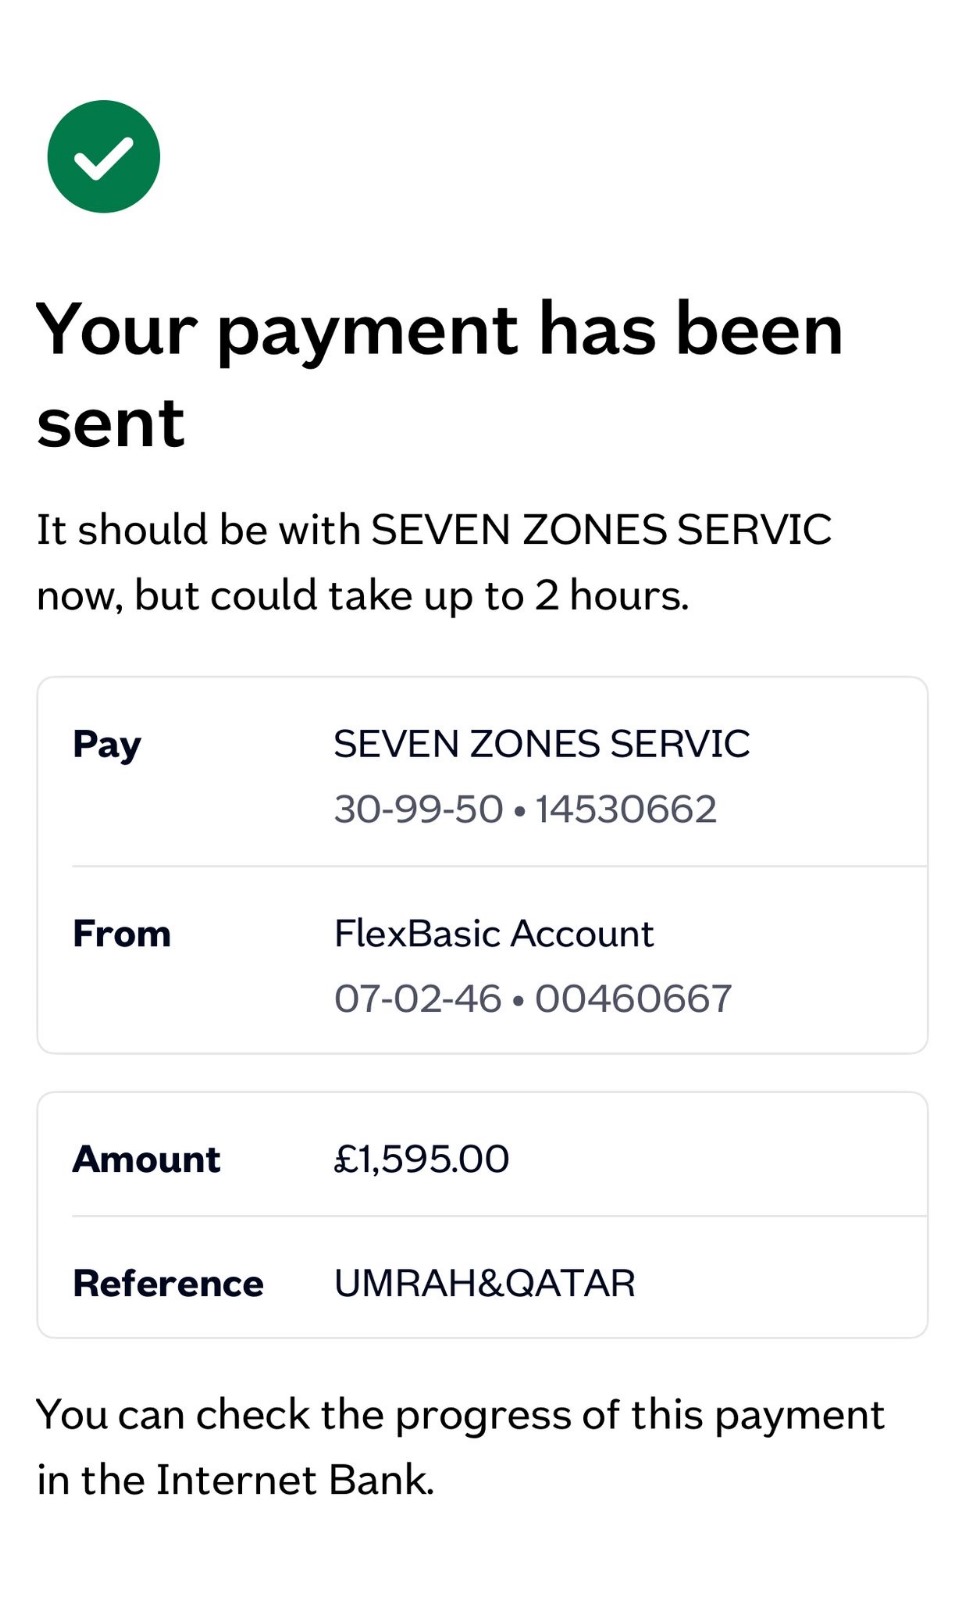 Your payment has been
sent
It should be with SEVEN ZONES SERVIC
now, but could take up to 2 hours.
Pay SEVEN ZONES SERVIC
30-99-50 • 14530662
From FlexBasic Account
07-02-46 • 00460667
Amount £1,595.00
Reference UMRAH&QATAR
You can check the progress of this payment
in the Internet Bank.